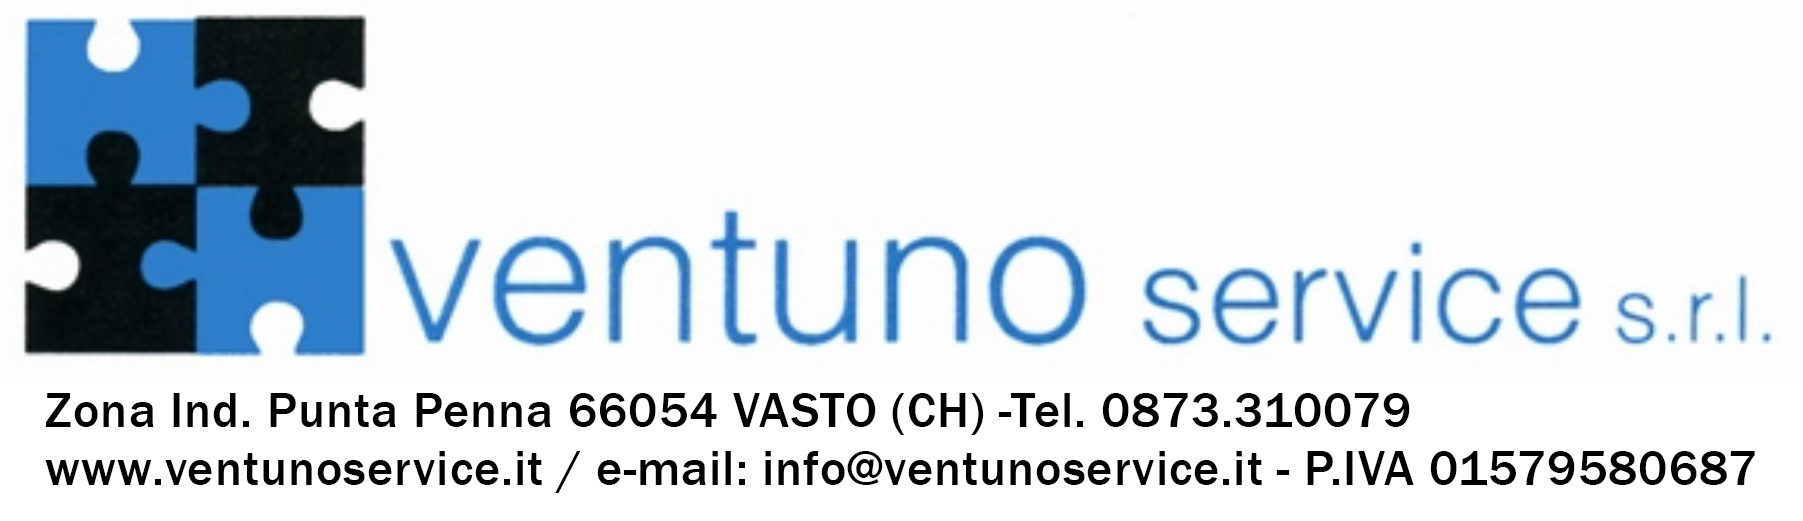 ventuno service s.r.l.
Zona Ind. Punta Penna 66054 VASTO (CH) -Tel. 0873.310079
www.ventunoservice.it / e-mail: info@ventunoservice.it - P.IVA 01579580687